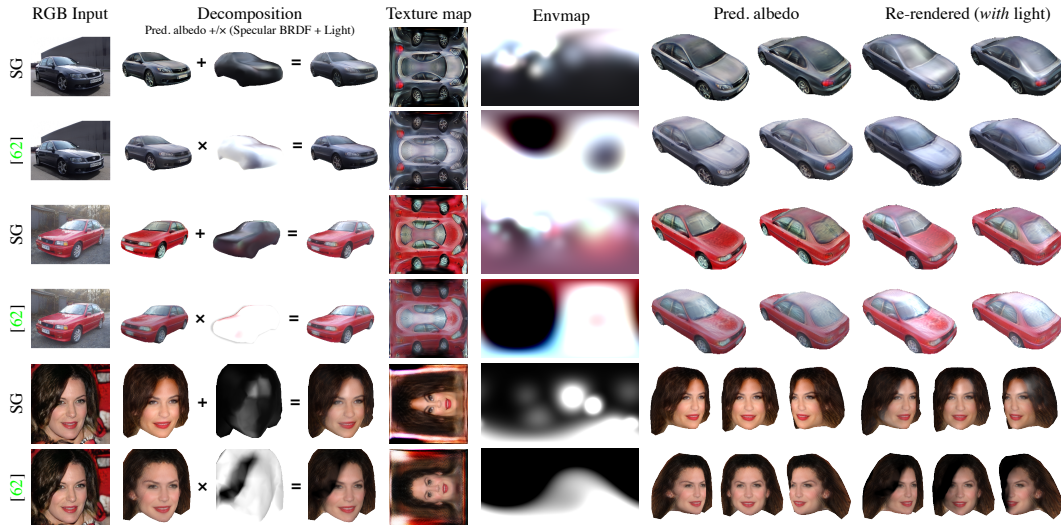 RGB Input Decomposition Texture map Envmap Pred. albedo Re-rendered (with light)
Pred. albedo +/× (Specular BRDF + Light)
SG + =
[62] × =
SG + =
[62] × =
SG + =
[62] × =